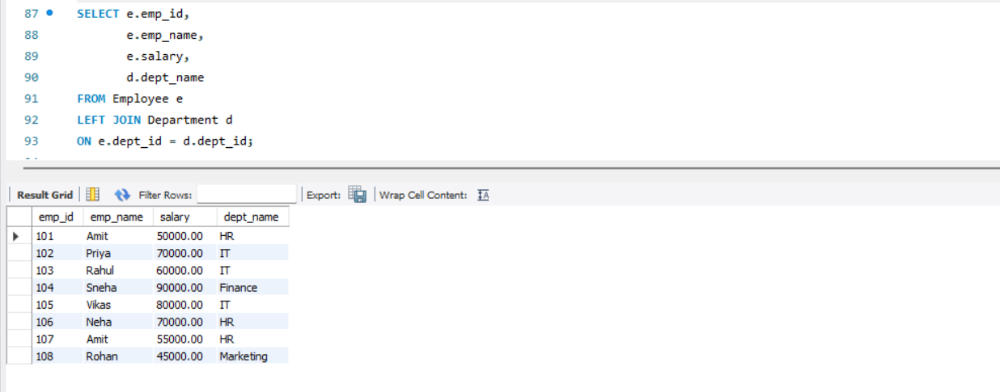 87 SELECT e.emp_id,
88 e.emp_name,
89 e.salary,
90 d.dept_name
91 FROM Employee e
92 LEFT JOIN Department d
93 ON e.dept_id = d.dept_id;
Result Grid Filter Rows: Export: Wrap Cell Content:
emp_id emp_name salary dept_name
101 Amit 50000.00 HR
102 Priya 70000.00 IT
103 Rahul 60000.00 IT
104 Sneha 90000.00 Finance
105 Vikas 80000.00 IT
106 Neha 70000.00 HR
107 Amit 55000.00 HR
108 Rohan 45000.00 Marketing